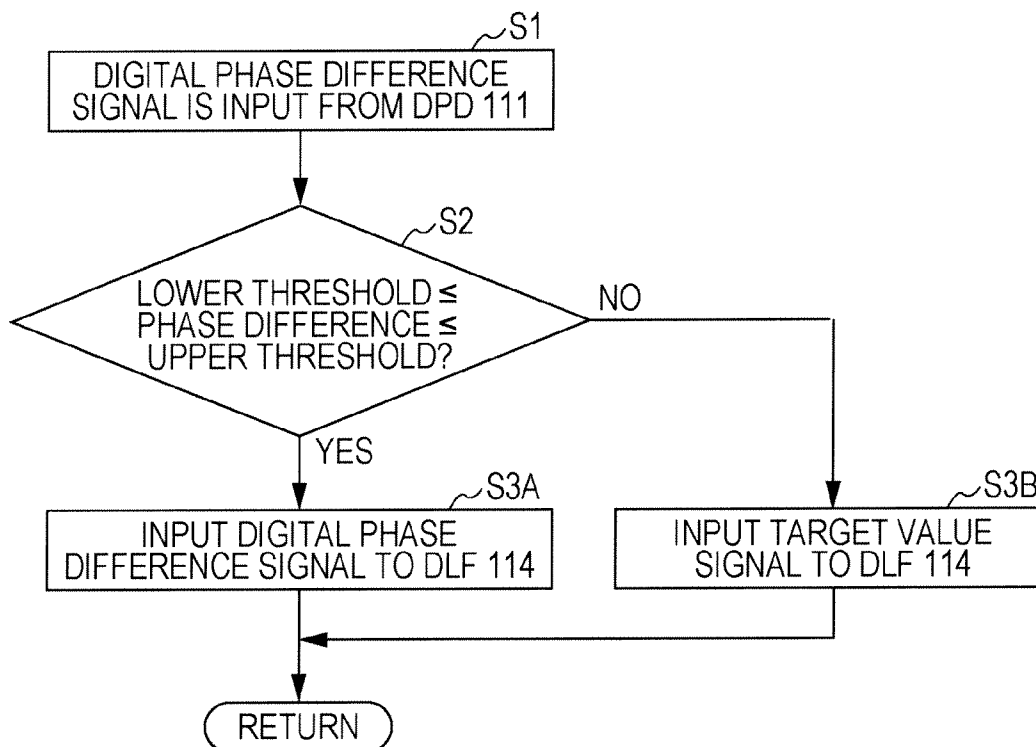 S1
DIGITAL PHASE DIFFERENCE
SIGNAL IS INPUT FROM DPD 111
S2
LOWER THRESHOLD ≤
PHASE DIFFERENCE ≤
UPPER THRESHOLD?
NO
YES
S3A
INPUT DIGITAL PHASE
DIFFERENCE SIGNAL TO DLF 114
S3B
INPUT TARGET VALUE
SIGNAL TO DLF 114
RETURN